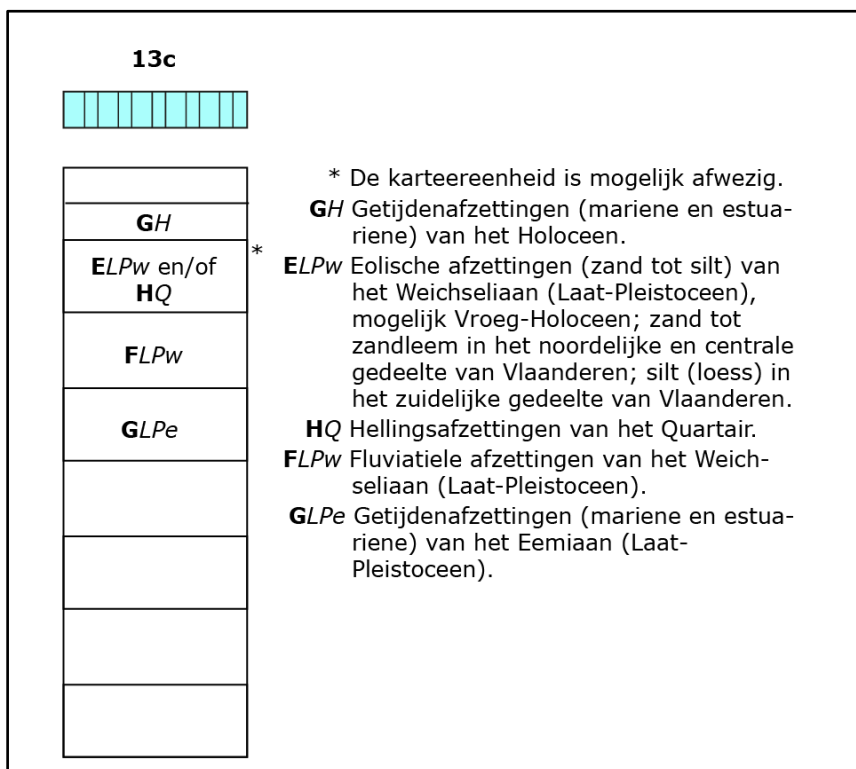 13c
GH
ELPw en/of
HQ
*
FLPw
GLPe
* De karteereenheid is mogelijk afwezig.
GH Getijdenafzettingen (mariene en estua-
riene) van het Holoceen.
ELPw Eolische afzettingen (zand tot silt) van
het Weichseliaan (Laat-Pleistoceen),
mogelijk Vroeg-Holoceen; zand tot
zandleem in het noordelijke en centrale
gedeelte van Vlaanderen; silt (loess) in
het zuidelijke gedeelte van Vlaanderen.
HQ Hellingsafzettingen van het Quartair.
FLPw Fluviatiele afzettingen van het Weich-
seliaan (Laat-Pleistoceen).
GLPe Getijdenafzettingen (mariene en estua-
riene) van het Eemiaan (Laat-
Pleistoceen).